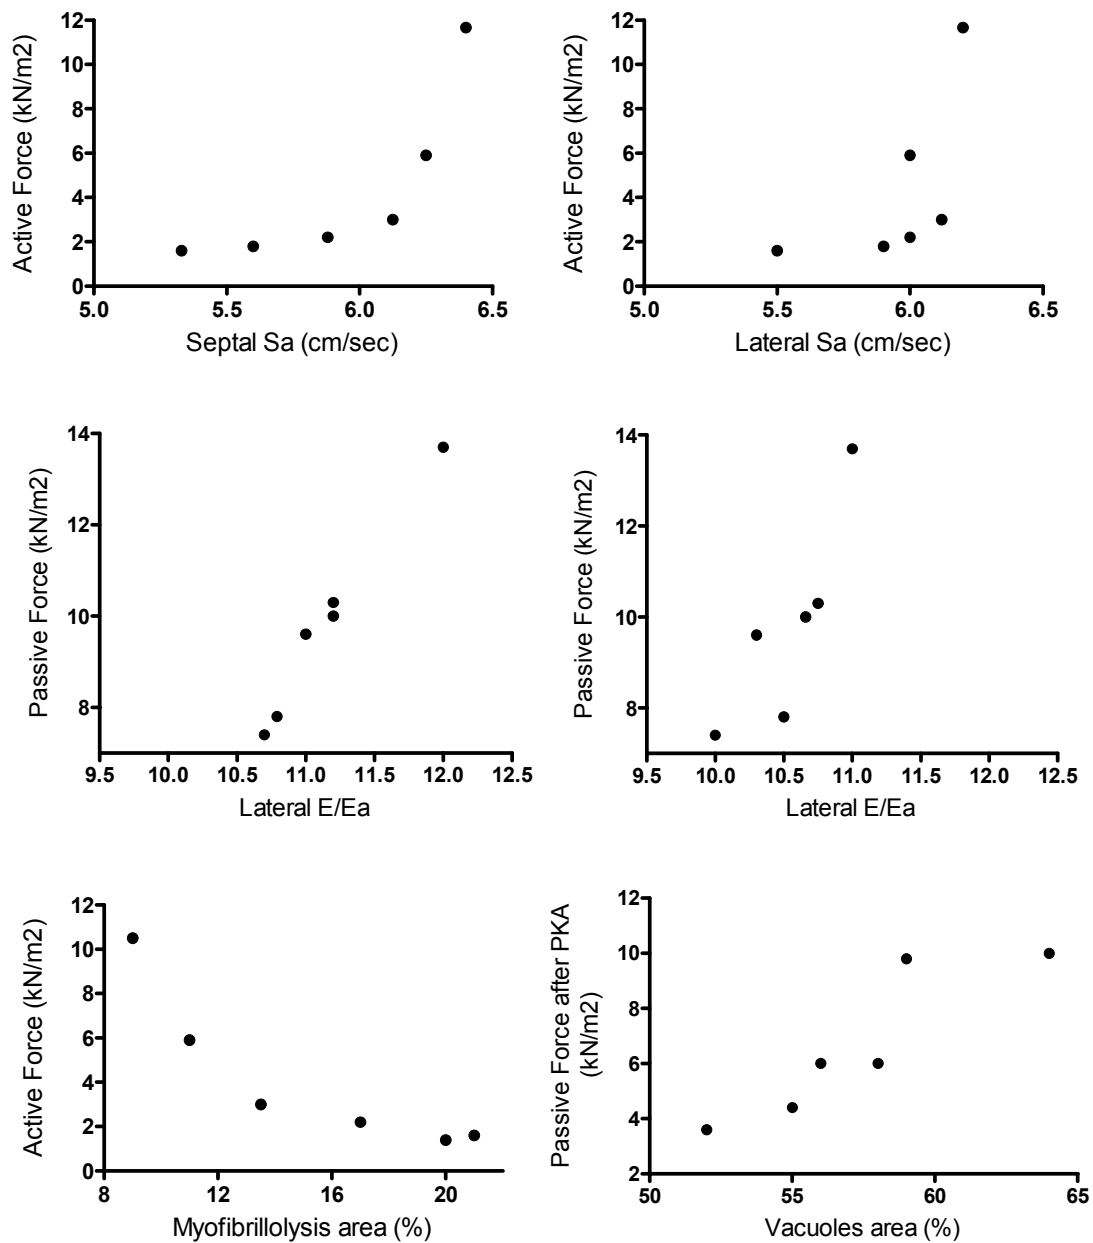 12
10
8
6
4
2
0
Active Force (kN/m2)
5.0 5.5 6.0 6.5
Septal Sa (cm/sec)
12
10
8
6
4
2
0
Active Force (kN/m2)
5.0 5.5 6.0 6.5
Lateral Sa (cm/sec)
14
12
10
8
Passive Force (kN/m2)
9.5 10.0 10.5 11.0 11.5 12.0 12.5
Lateral E/Ea
14
12
10
8
Passive Force (kN/m2)
9.5 10.0 10.5 11.0 11.5 12.0 12.5
Lateral E/Ea
12
10
8
6
4
2
0
Active Force (kN/m2)
8 12 16 20
Myofibrillolysis area (%)
12
10
8
6
4
2
Passive Force after PKA
(kN/m2)
50 55 60 65
Vacuoles area (%)